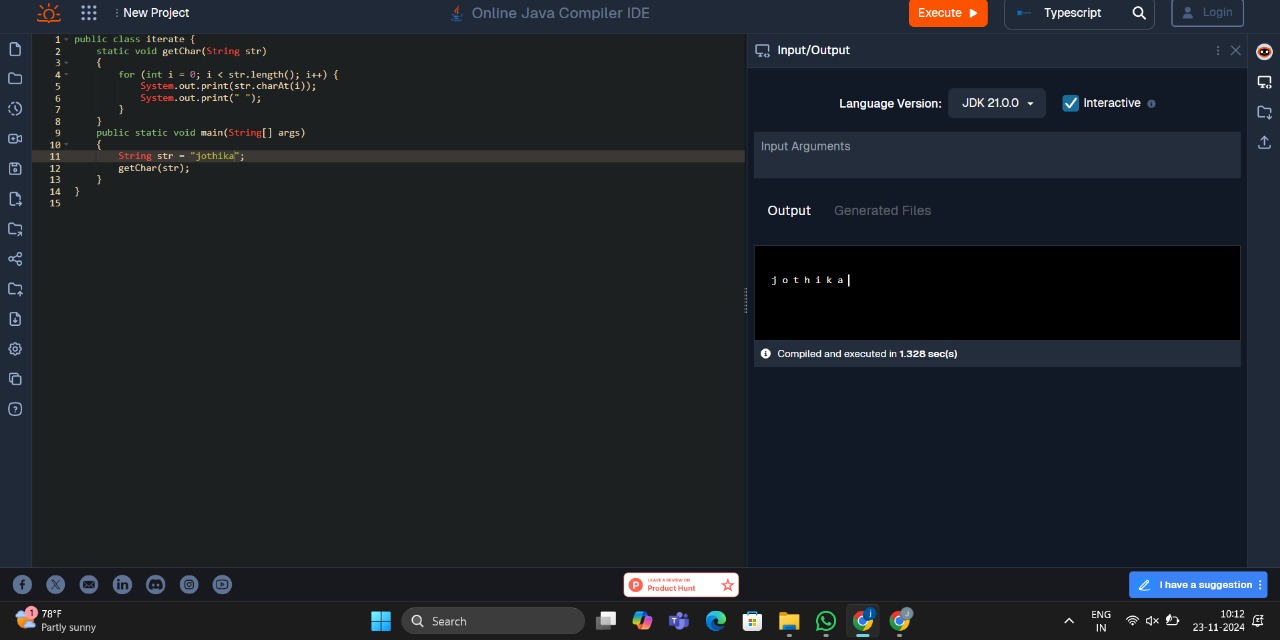 New Project
Online Java Compiler IDE
Execute
Typescript
Login
1 public class iterate {
2 static void getChar(String str)
3 {
4 for (int i = 0; i < str.length(); i++) {
5 System.out.print(str.charAt(i));
6 System.out.print(" ");
7 }
8 }
9 public static void main(String[] args)
10 {
11 String str = "jothika";
12 getChar(str);
13 }
14 }
15
Input/Output
Language Version: JDK 21.0.0 Interactive
Input Arguments
Output Generated Files
j o t h i k a
Compiled and executed in 1.328 sec(s)
LEAVE A REVIEW ON
Product Hunt
I have a suggestion
1
78°F
Partly sunny
Search
ENG
IN
10:12
23-11-2024